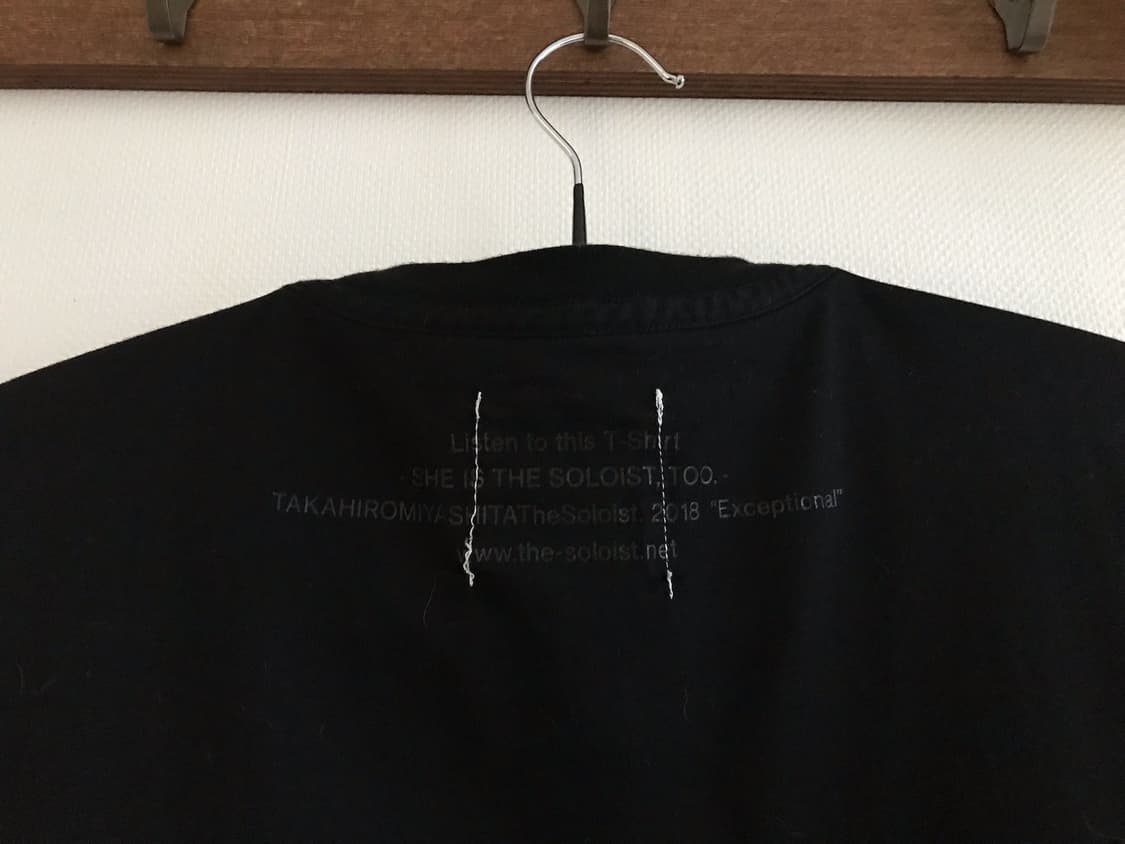 Listen to this T-Shirt
-SHE IS THE SOLOIST, TOO.-
TAKAHIROMIYASHITATheSoloist. 2018 "Exceptional"
www.the-soloist.net